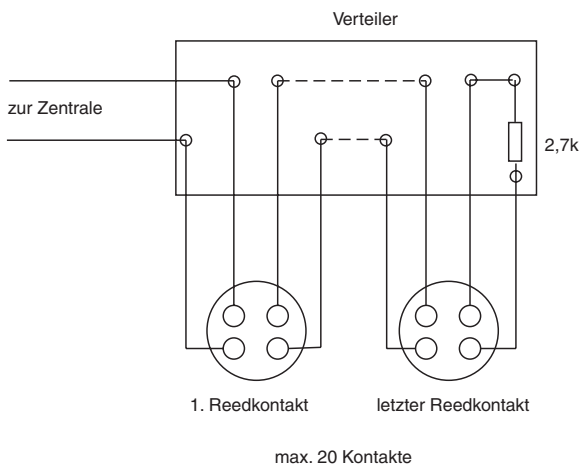 Verteiler
zur Zentrale
2,7k
1. Reedkontakt
letzter Reedkontakt
max. 20 Kontakte